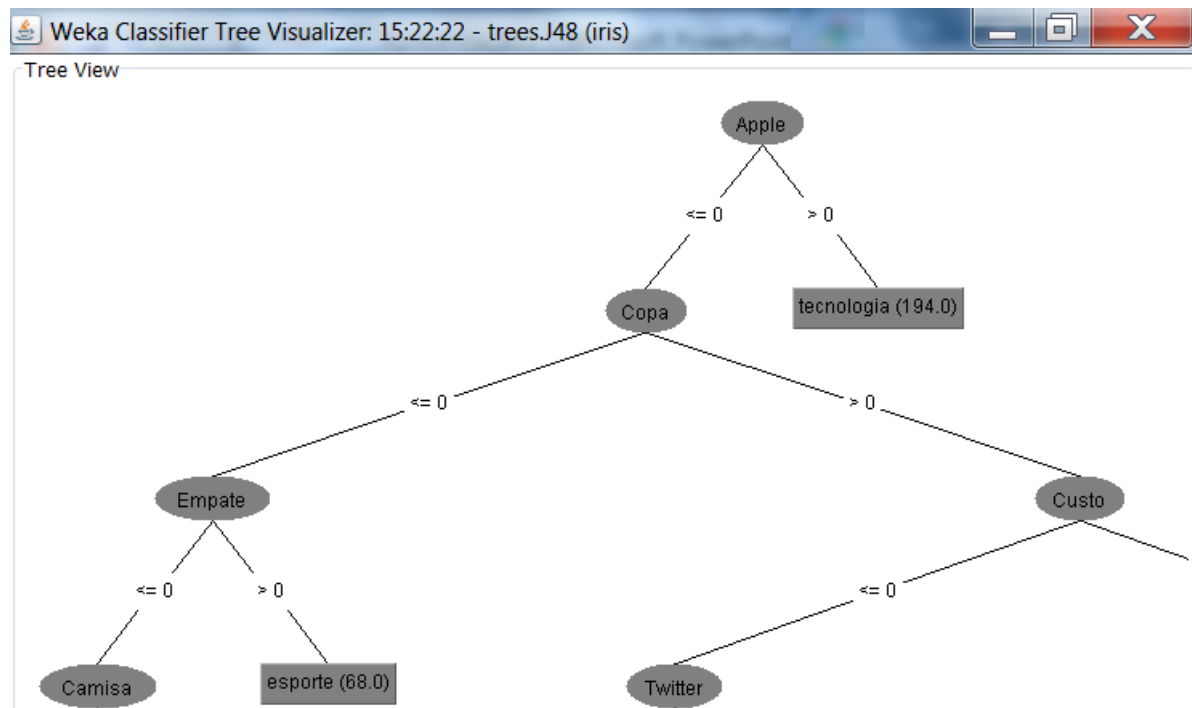 Weka Classifier Tree Visualizer: 15:22:22 - trees.J48 (iris)
Tree View
Apple
<= 0 > 0
Copa tecnologia (194.0)
<= 0 > 0
Empate Custo
<= 0 > 0 <= 0
Camisa esporte (68.0) Twitter